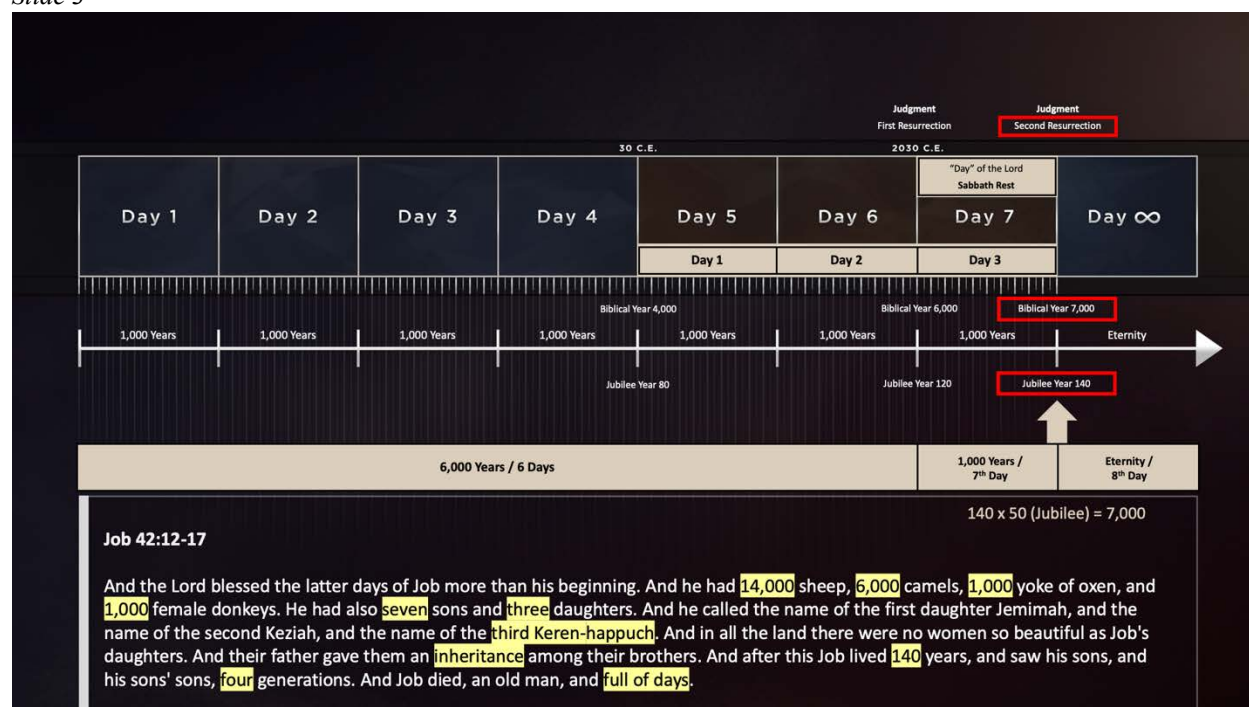 Slide 3
Judgment Judgment
First Resurrection Second Resurrection
30 C.E. 2030 C.E.
"Day" of the Lord
Sabbath Rest
Day 1 Day 2 Day 3 Day 4 Day 5 Day 6 Day 7 Day ∞
Day 1 Day 2 Day 3
Biblical Year 4,000 Biblical Year 6,000 Biblical Year 7,000
1,000 Years 1,000 Years 1,000 Years 1,000 Years 1,000 Years 1,000 Years 1,000 Years Eternity
Jubilee Year 80 Jubilee Year 120 Jubilee Year 140
6,000 Years / 6 Days
1,000 Years /
7th Day
Eternity /
8th Day
140 x 50 (Jubilee) = 7,000
Job 42:12-17
And the Lord blessed the latter days of Job more than his beginning. And he had 14,000 sheep, 6,000 camels, 1,000 yoke of oxen, and
1,000 female donkeys. He had also seven sons and three daughters. And he called the name of the first daughter Jemimah, and the
name of the second Keziah, and the name of the third Keren-happuch. And in all the land there were no women so beautiful as Job's
daughters. And their father gave them an inheritance among their brothers. And after this Job lived 140 years, and saw his sons, and
his sons' sons, four generations. And Job died, an old man, and full of days.